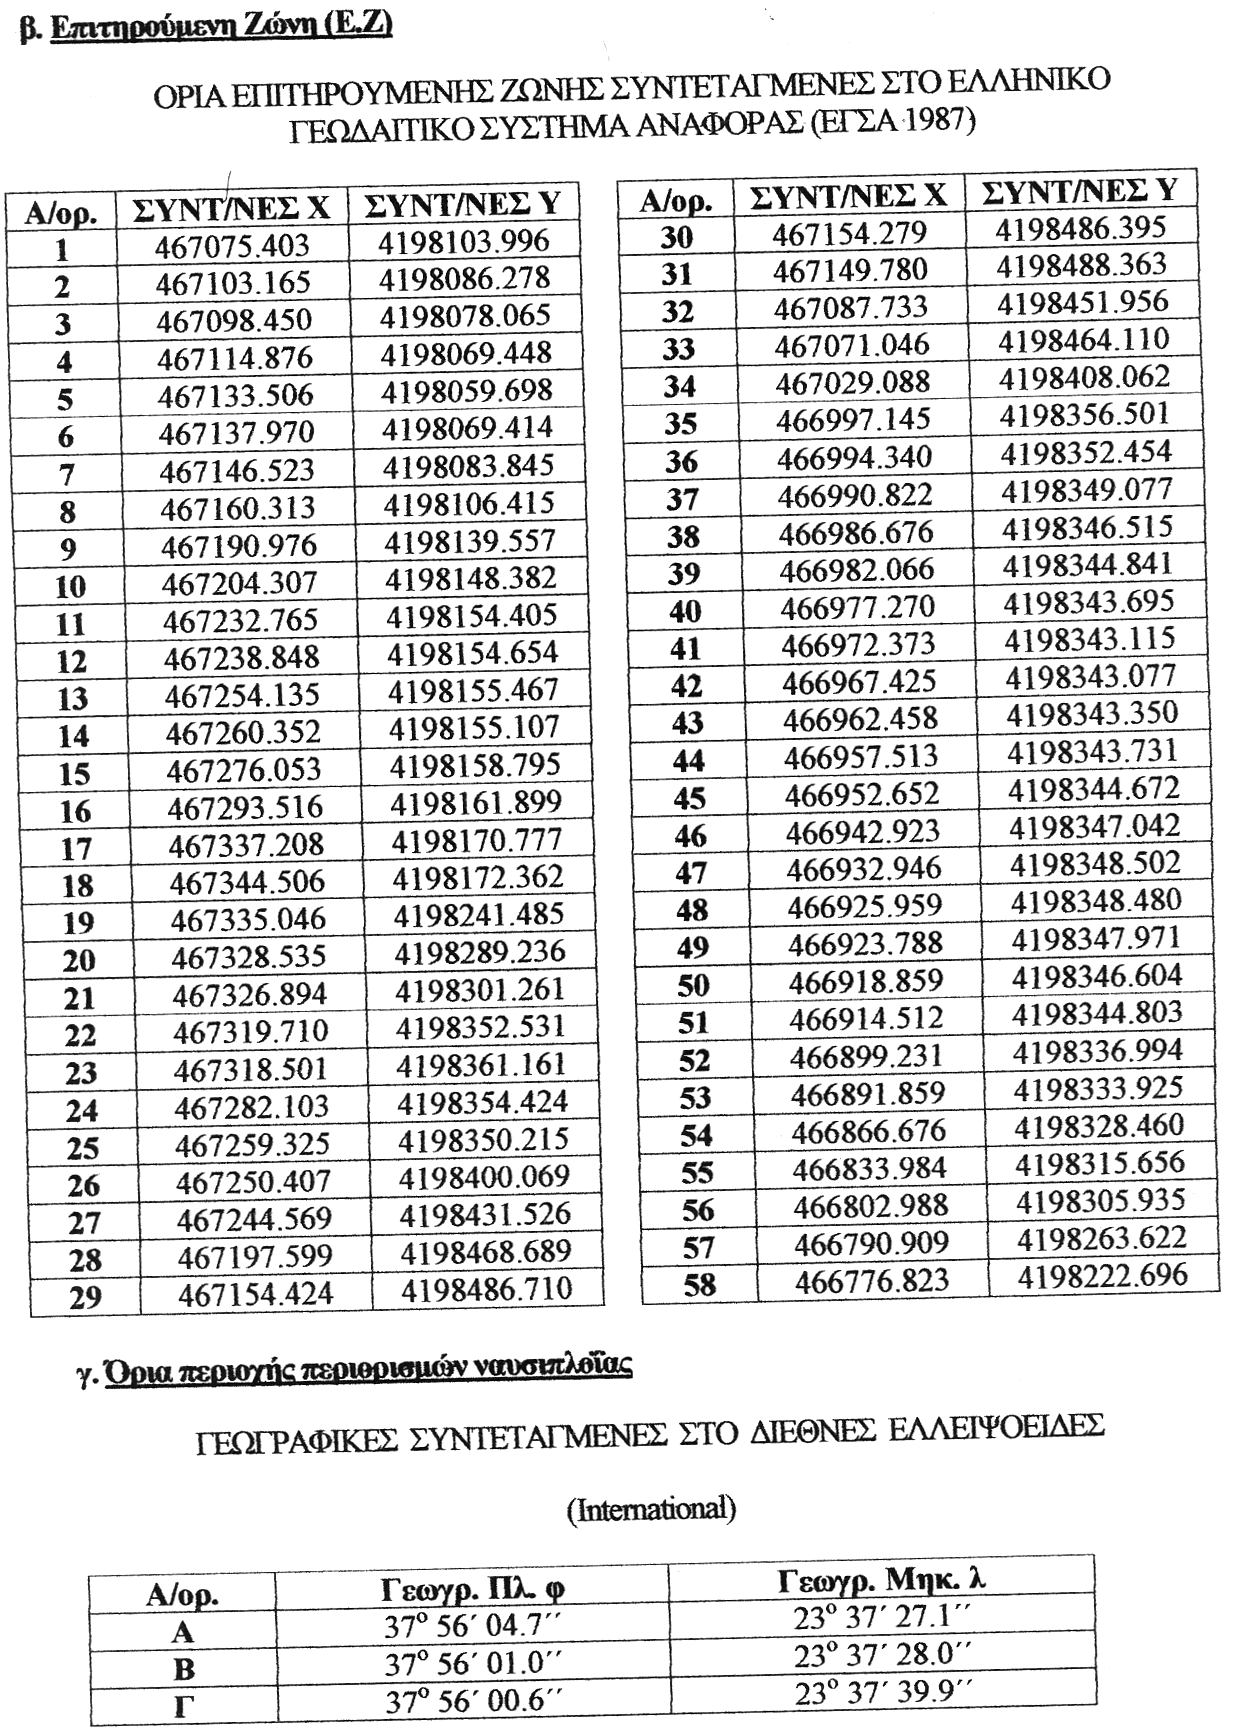 β. Επιτηρούμενη Ζώνη (Ε.Ζ)
ΟΡΙΑ ΕΠΙΤΗΡΟΥΜΕΝΗΣ ΖΩΝΗΣ ΣΥΝΤΕΤΑΓΜΕΝΕΣ ΣΤΟ ΕΛΛΗΝΙΚΟ
ΓΕΩΔΑΙΤΙΚΟ ΣΥΣΤΗΜΑ ΑΝΑΦΟΡΑΣ (ΕΓΣΑ 1987)
Α/ορ. ΣΥΝΤ/ΝΕΣ Χ ΣΥΝΤ/ΝΕΣ Υ
1 467075.403 4198103.996
2 467103.165 4198086.278
3 467098.450 4198078.065
4 467114.876 4198069.448
5 467133.506 4198059.698
6 467137.970 4198069.414
7 467146.523 4198083.845
8 467160.313 4198106.415
9 467190.976 4198139.557
10 467204.307 4198148.382
11 467232.765 4198154.405
12 467238.848 4198154.654
13 467254.135 4198155.467
14 467260.352 4198155.107
15 467276.053 4198158.795
16 467293.516 4198161.899
17 467337.208 4198170.777
18 467344.506 4198172.362
19 467335.046 4198241.485
20 467328.535 4198289.236
21 467326.894 4198301.261
22 467319.710 4198352.531
23 467318.501 4198361.161
24 467282.103 4198354.424
25 467259.325 4198350.215
26 467250.407 4198400.069
27 467244.569 4198431.526
28 467197.599 4198468.689
29 467154.424 4198486.710
Α/ορ. ΣΥΝΤ/ΝΕΣ Χ ΣΥΝΤ/ΝΕΣ Υ
30 467154.279 4198486.395
31 467149.780 4198488.363
32 467087.733 4198451.956
33 467071.046 4198464.110
34 467029.088 4198408.062
35 466997.145 4198356.501
36 466994.340 4198352.454
37 466990.822 4198349.077
38 466986.676 4198346.515
39 466982.066 4198344.841
40 466977.270 4198343.695
41 466972.373 4198343.115
42 466967.425 4198343.077
43 466962.458 4198343.350
44 466957.513 4198343.731
45 466952.652 4198344.672
46 466942.923 4198347.042
47 466932.946 4198348.502
48 466925.959 4198348.480
49 466923.788 4198347.971
50 466918.859 4198346.604
51 466914.512 4198344.803
52 466899.231 4198336.994
53 466891.859 4198333.925
54 466866.676 4198328.460
55 466833.984 4198315.656
56 466802.988 4198305.935
57 466790.909 4198263.622
58 466776.823 4198222.696
γ. Όρια περιοχής περιορισμών ναυσιπλοΐας
ΓΕΩΓΡΑΦΙΚΕΣ ΣΥΝΤΕΤΑΓΜΕΝΕΣ ΣΤΟ ΔΙΕΘΝΕΣ ΕΛΛΕΙΨΟΕΙΔΕΣ
(International)
Α/ορ. Γεωγρ. Πλ. φ Γεωγρ. Μηκ. λ
Α 37° 56΄ 04.7΄΄ 23° 37΄ 27.1΄΄
Β 37° 56΄ 01.0΄΄ 23° 37΄ 28.0΄΄
Γ 37° 56΄ 00.6΄΄ 23° 37΄ 39.9΄΄